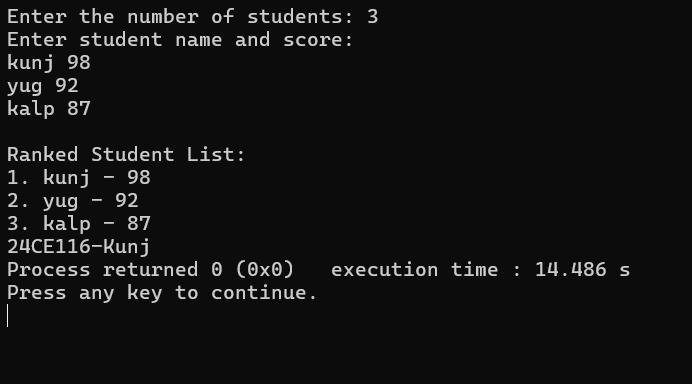 Enter the number of students: 3
Enter student name and score:
kunj 98
yug 92
kalp 87
Ranked Student List:
1. kunj - 98
2. yug - 92
3. kalp - 87
24CE116-Kunj
Process returned 0 (0x0)   execution time : 14.486 s
Press any key to continue.